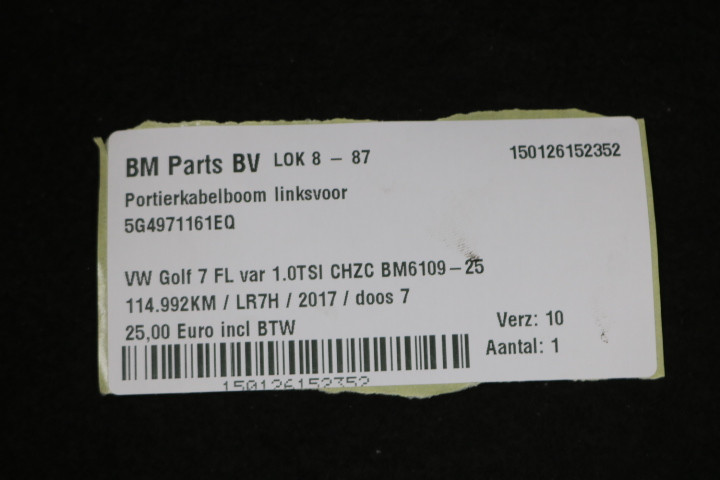 BM Parts BV LOK 8 - 87 150126152352
Portierkabelboom linksvoor
5G4971161EQ
VW Golf 7 FL var 1.0TSI CHZC BM6109-25
114.992KM / LR7H / 2017 / doos 7
25,00 Euro incl BTW
Verz: 10
Aantal: 1
150126152352